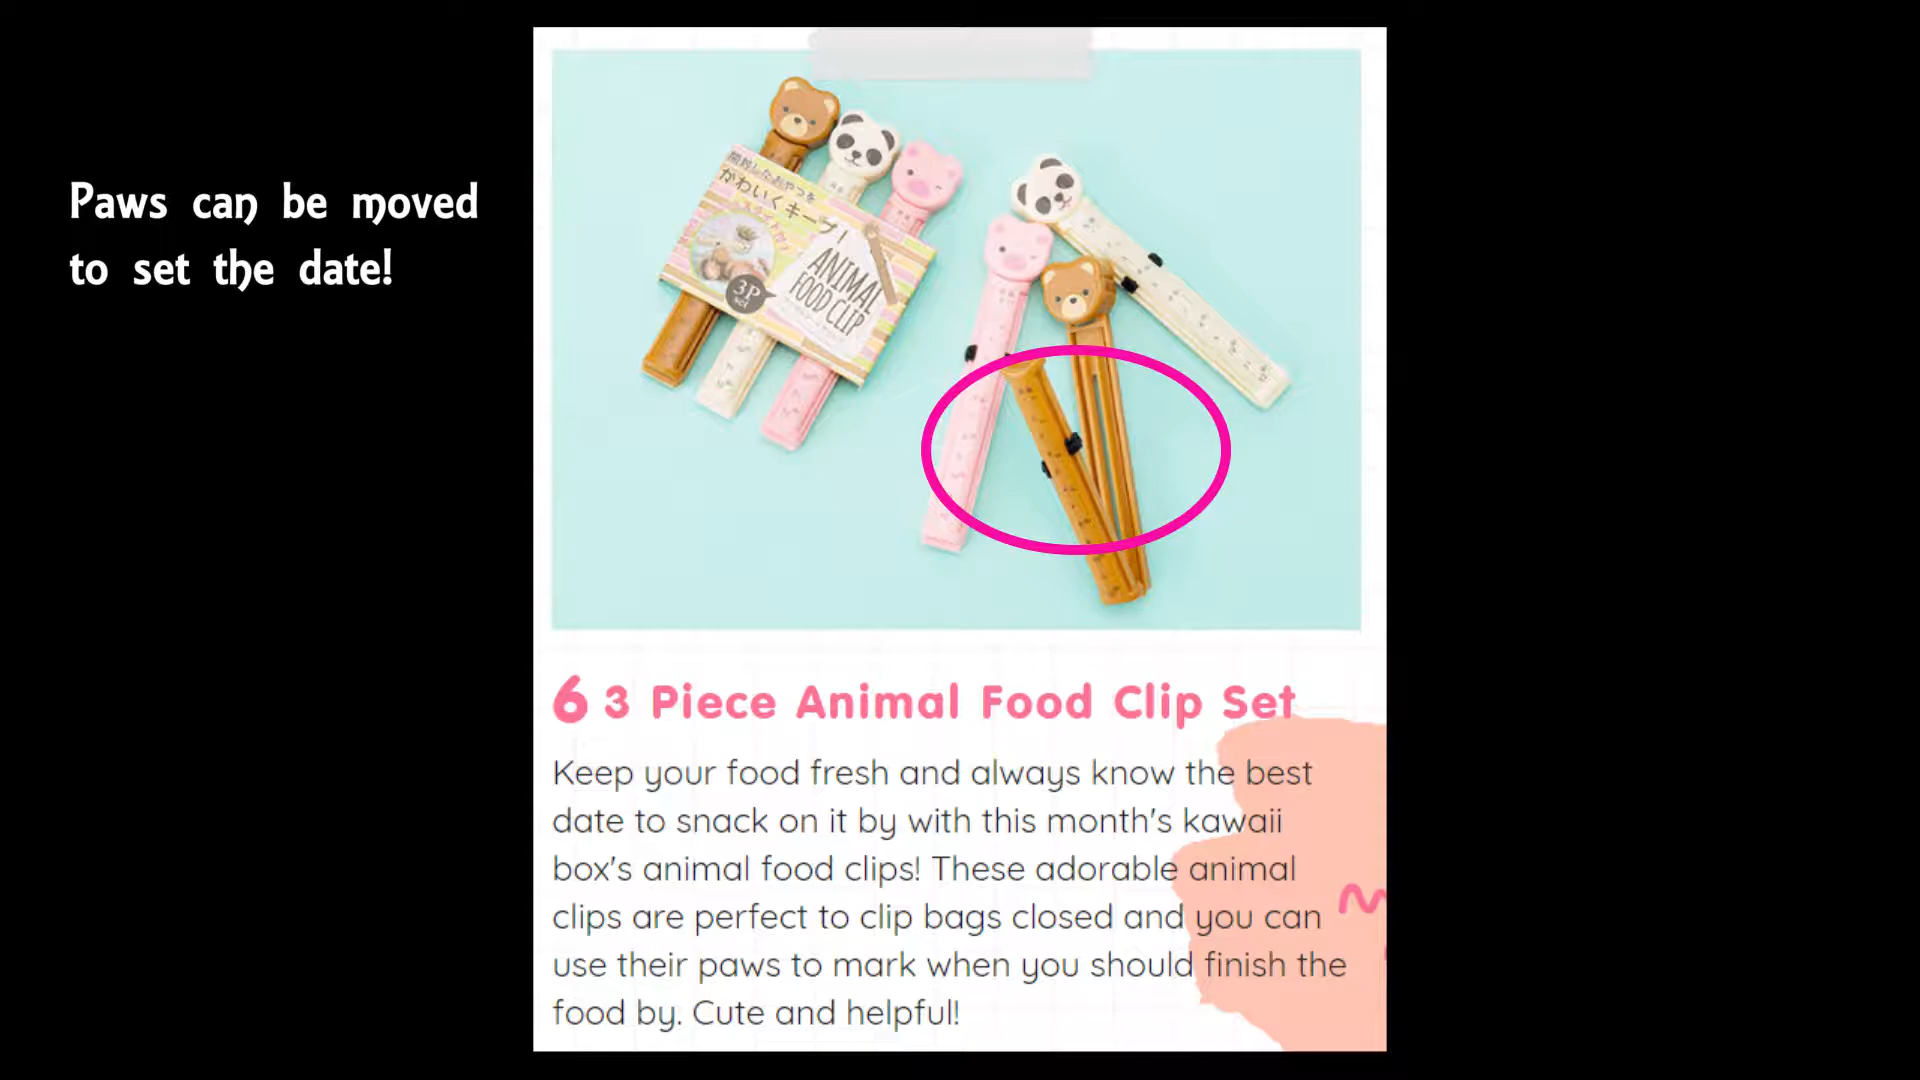 Paws can be moved
to set the date!
開封したおやつを
かわいくキープ!
3P
set
ANIMAL
FOOD CLIP
6 3 Piece Animal Food Clip Set
Keep your food fresh and always know the best
date to snack on it by with this month's kawaii
box's animal food clips! These adorable animal
clips are perfect to clip bags closed and you can
use their paws to mark when you should finish the
food by. Cute and helpful!